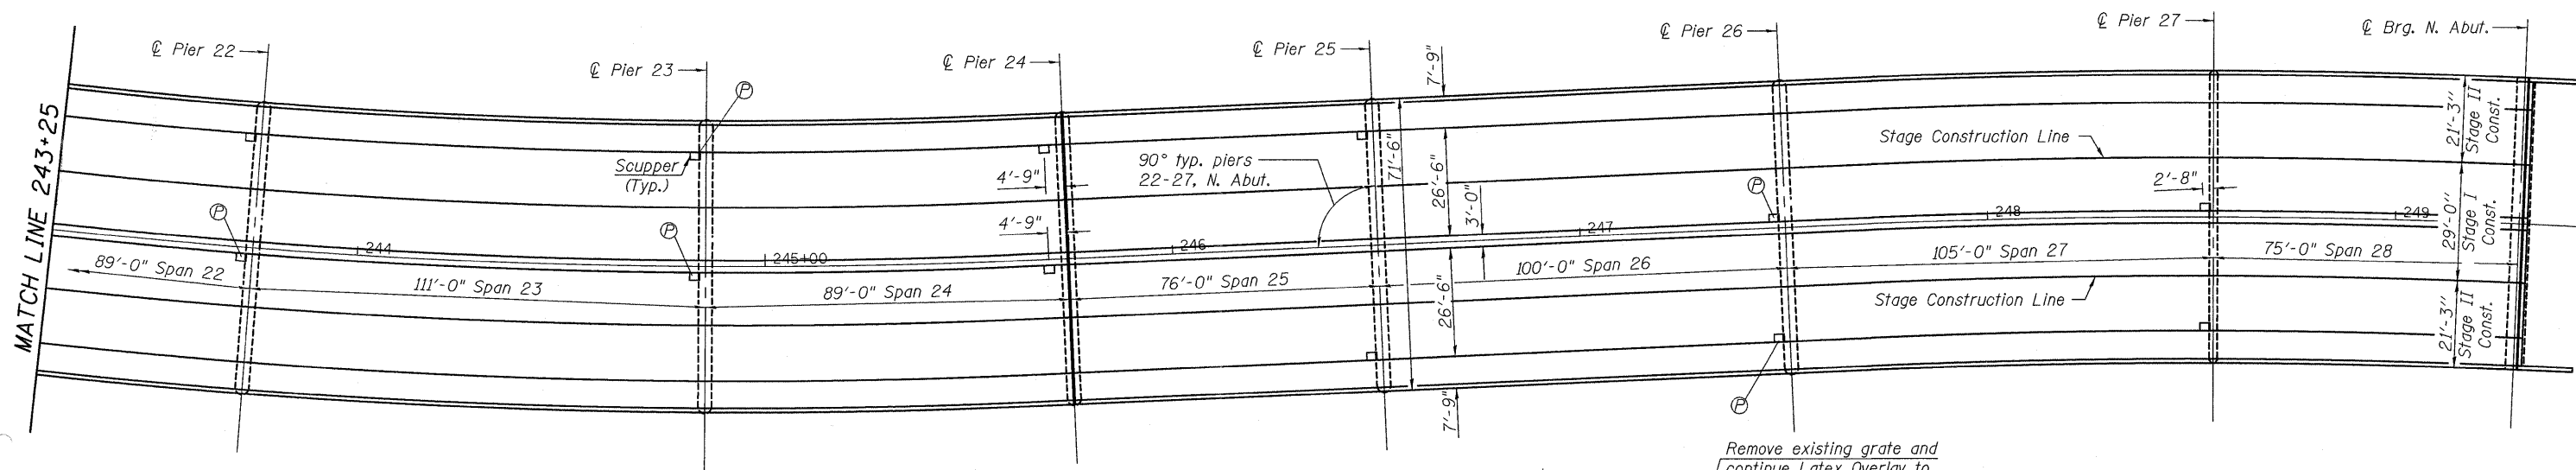 MATCH LINE 243+25
℄ Pier 22
℄ Pier 23
℄ Pier 24
℄ Pier 25
℄ Pier 26
℄ Pier 27
℄ Brg. N. Abut.
P
P
P
P
P
Scupper
(Typ.)
4'-9"
4'-9"
90° typ. piers
22-27, N. Abut.
7'-9"
71'-6"
26'-6"
3'-0"
26'-6"
7'-9"
2'-8"
Stage Construction Line
Stage Construction Line
21'-3"
Stage II
Const.
29'-0"
Stage I
Const.
21'-3"
Stage II
Const.
244
245+00
246
247
248
249
89'-0" Span 22
111'-0" Span 23
89'-0" Span 24
76'-0" Span 25
100'-0" Span 26
105'-0" Span 27
75'-0" Span 28
Remove existing grate and
continue Latex Overlay to